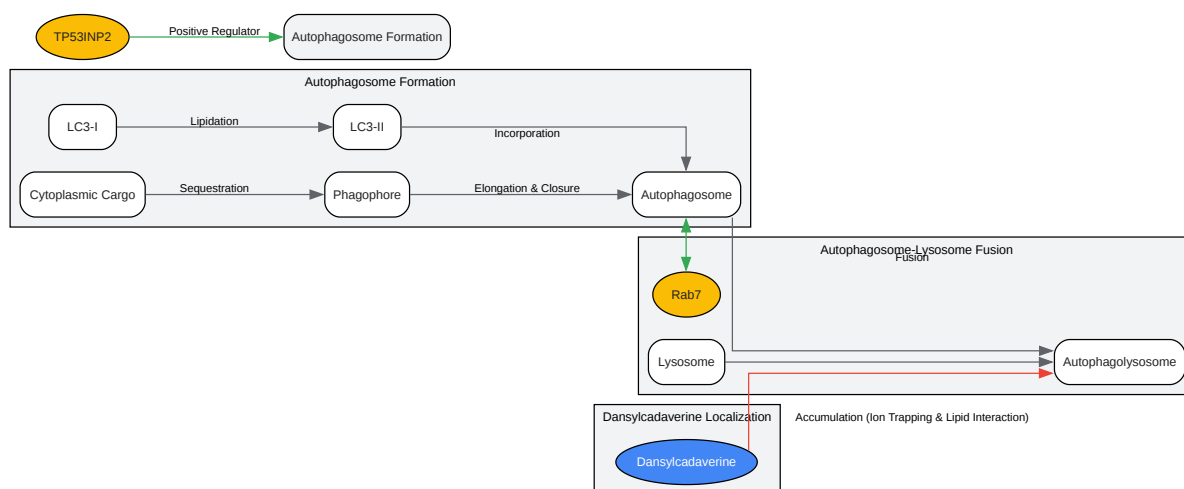 TP53INP2
Positive Regulator
Autophagosome Formation
Autophagosome Formation
LC3-I
Lipidation
LC3-II
Incorporation
Cytoplasmic Cargo
Sequestration
Phagophore
Elongation & Closure
Autophagosome
Autophagosome-Lysosome Fusion
Fusion
Rab7
Lysosome
Autophagolysosome
Dansylcadaverine Localization
Accumulation (Ion Trapping & Lipid Interaction)
Dansylcadaverine